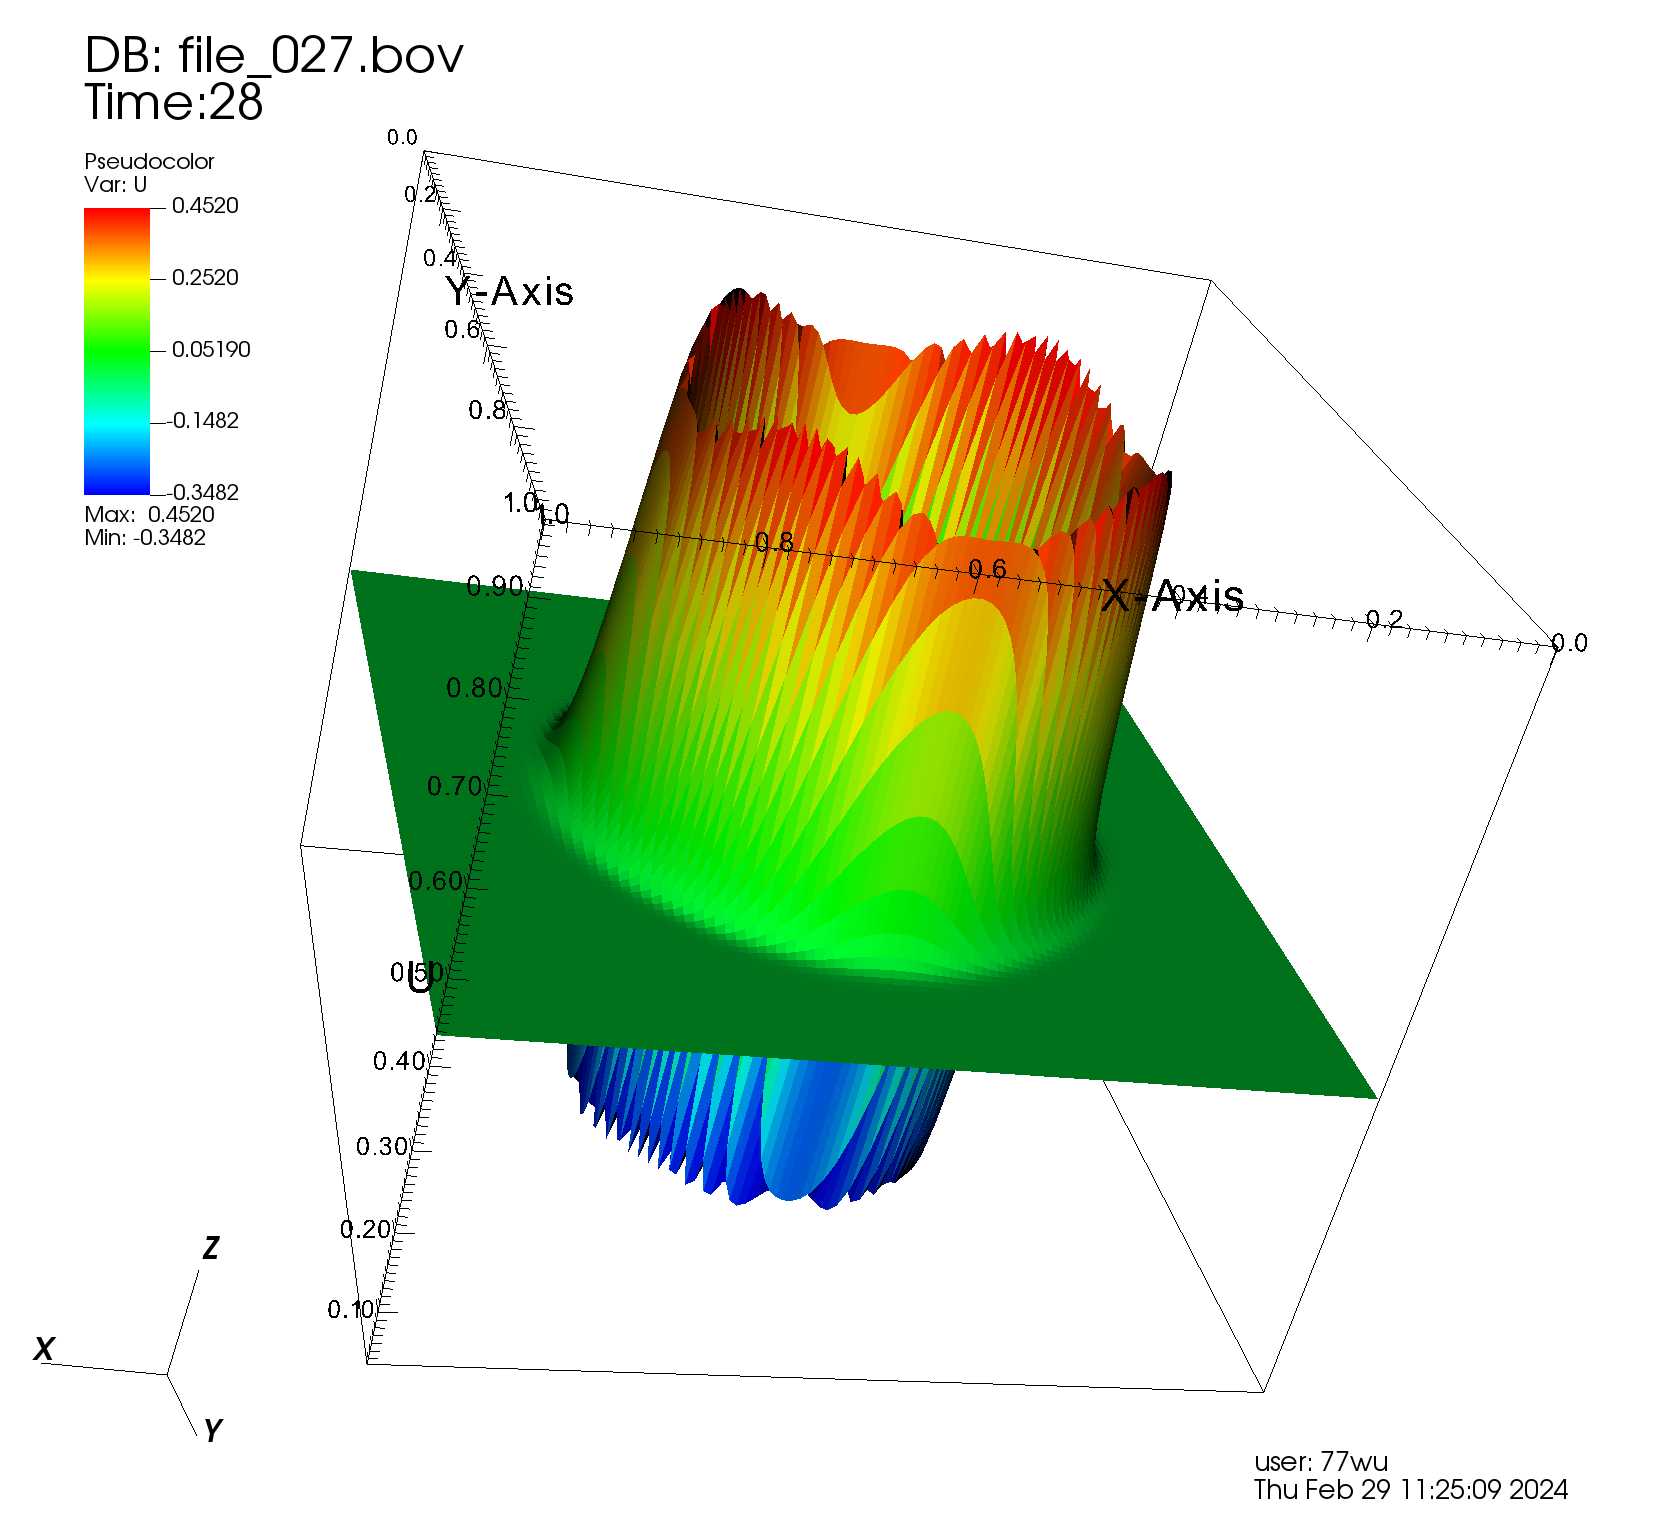 DB: file_027.bov
Time:28
Pseudocolor
Var: U
0.4520
0.2520
0.05190
-0.1482
-0.3482
Max: 0.4520
Min: -0.3482
0.0
0.2
0.4
Y-Axis
0.6
0.8
1.0
1.0
0.8
0.6
X-Axis
0.4
0.2
0.0
0.90
0.80
0.70
0.60
0.50
U
0.40
0.30
0.20
0.10
Z
X
Y
user: 77wu
Thu Feb 29 11:25:09 2024